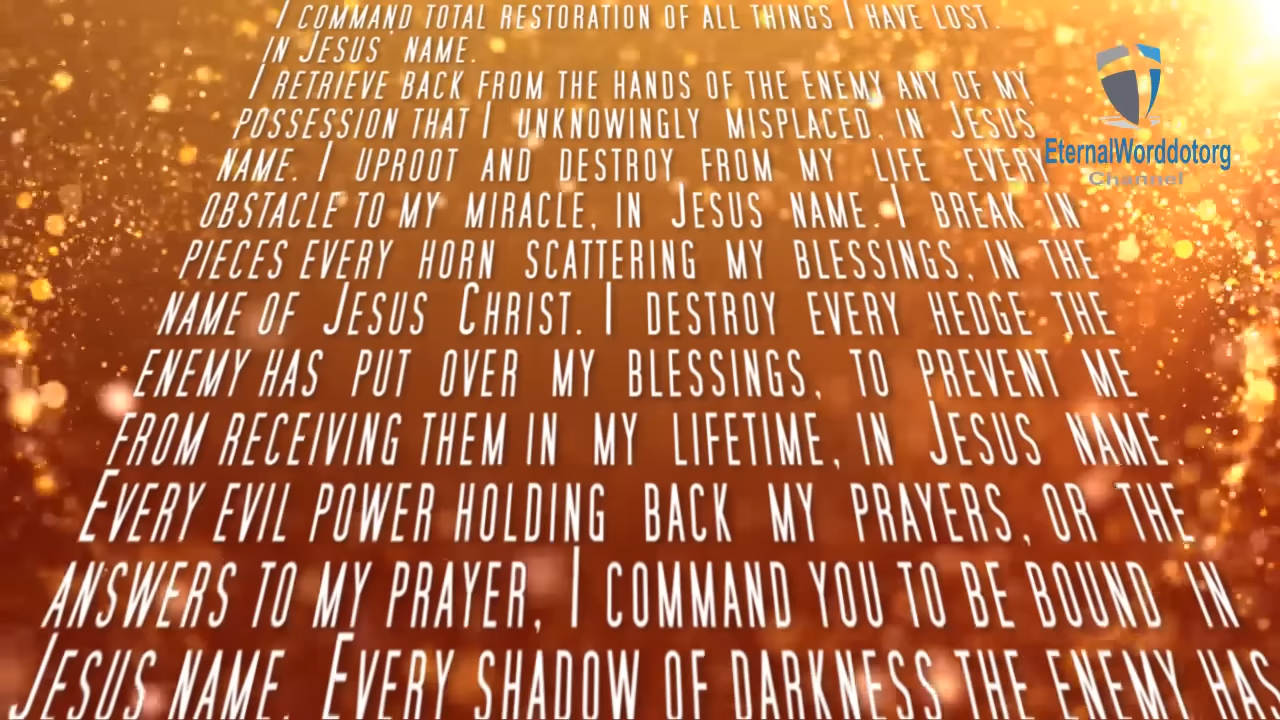 I COMMAND TOTAL RESTORATION OF ALL THINGS I HAVE LOST.
IN JESUS' NAME.
I RETRIEVE BACK FROM THE HANDS OF THE ENEMY ANY OF MY
POSSESSION THAT I UNKNOWINGLY MISPLACED, IN JESUS'
NAME. I UPROOT AND DESTROY FROM MY LIFE EVERY
OBSTACLE TO MY MIRACLE, IN JESUS NAME. I BREAK IN
PIECES EVERY HORN SCATTERING MY BLESSINGS, IN THE
NAME OF JESUS CHRIST. I DESTROY EVERY HEDGE THE
ENEMY HAS PUT OVER MY BLESSINGS, TO PREVENT ME
FROM RECEIVING THEM IN MY LIFETIME, IN JESUS NAME.
EVERY EVIL POWER HOLDING BACK MY PRAYERS, OR THE
ANSWERS TO MY PRAYER, I COMMAND YOU TO BE BOUND IN
JESUS NAME. EVERY SHADOW OF DARKNESS THE ENEMY HAS
EternalWorddotorg
Channel